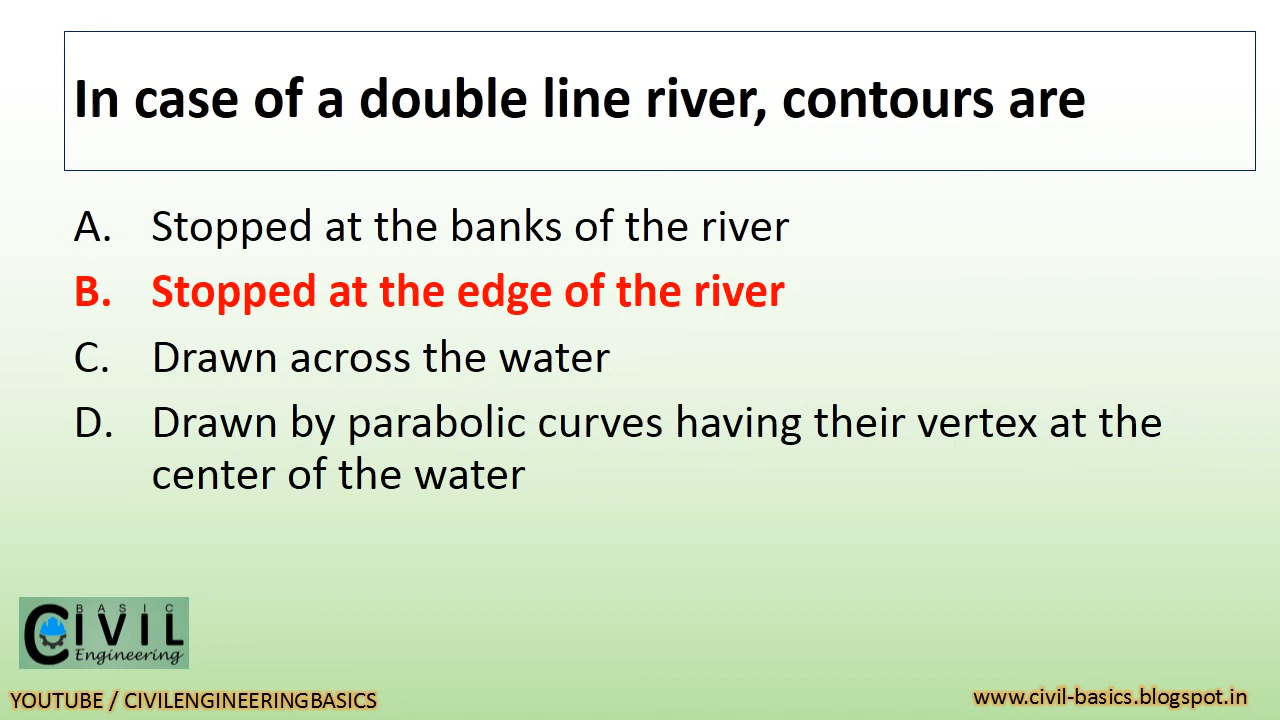 In case of a double line river, contours are
A. Stopped at the banks of the river
B. Stopped at the edge of the river
C. Drawn across the water
D. Drawn by parabolic curves having their vertex at the
center of the water
BASIC
CIVIL
Engineering
YOUTUBE / CIVILENGINEERINGBASICS
www.civil-basics.blogspot.in